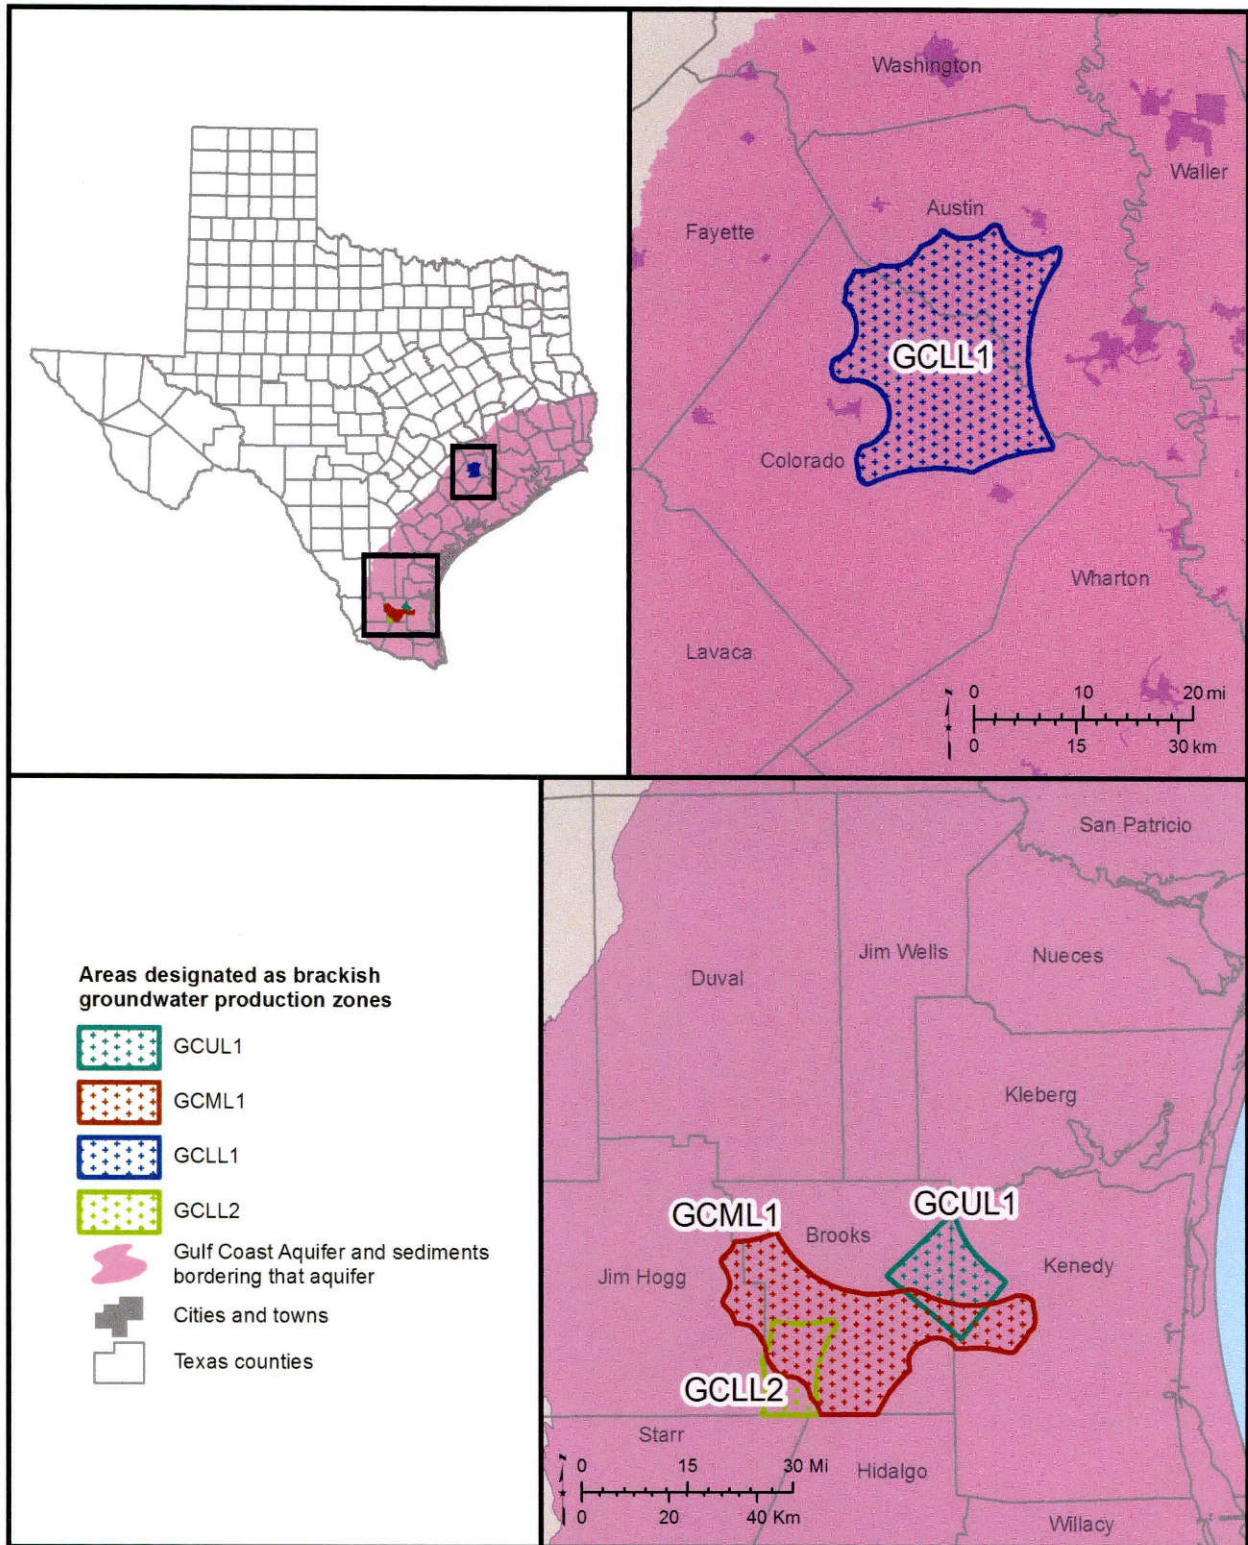 Washington
Waller
Austin
Fayette
GCLL1
Colorado
Wharton
Lavaca
0 10 20 mi
0 15 30 km
San Patricio
Jim Wells
Nueces
Duval
Kleberg
GCML1
GCUL1
Brooks
Jim Hogg
Kenedy
GCLL2
Starr
0 15 30 Mi
Hidalgo
0 20 40 Km
Willacy
Areas designated as brackish
groundwater production zones
GCUL1
GCML1
GCLL1
GCLL2
Gulf Coast Aquifer and sediments
bordering that aquifer
Cities and towns
Texas counties